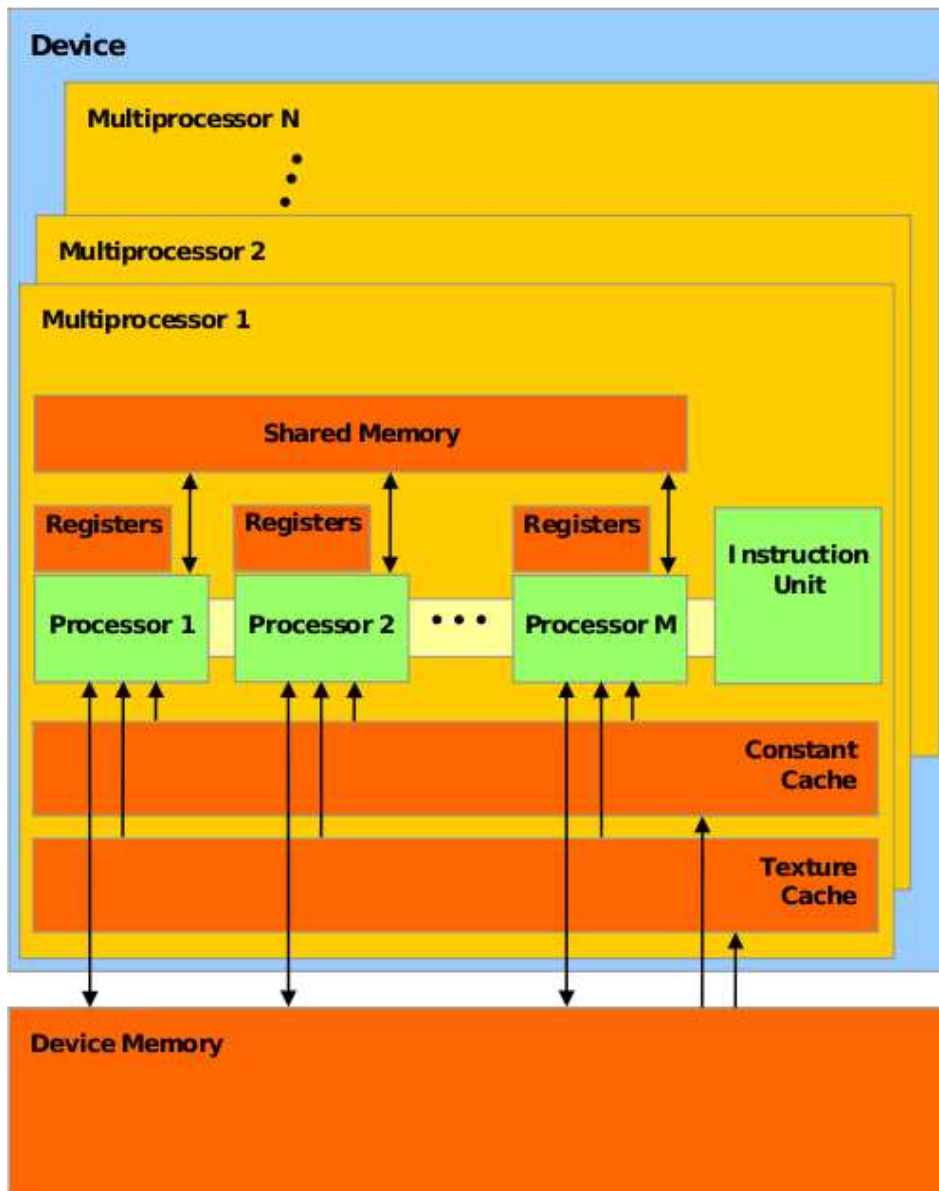 Device
Multiprocessor N
Multiprocessor 2
Multiprocessor 1
Shared Memory
Registers
Registers
Registers
Instruction
Unit
Processor 1
Processor 2
Processor M
Constant
Cache
Texture
Cache
Device Memory